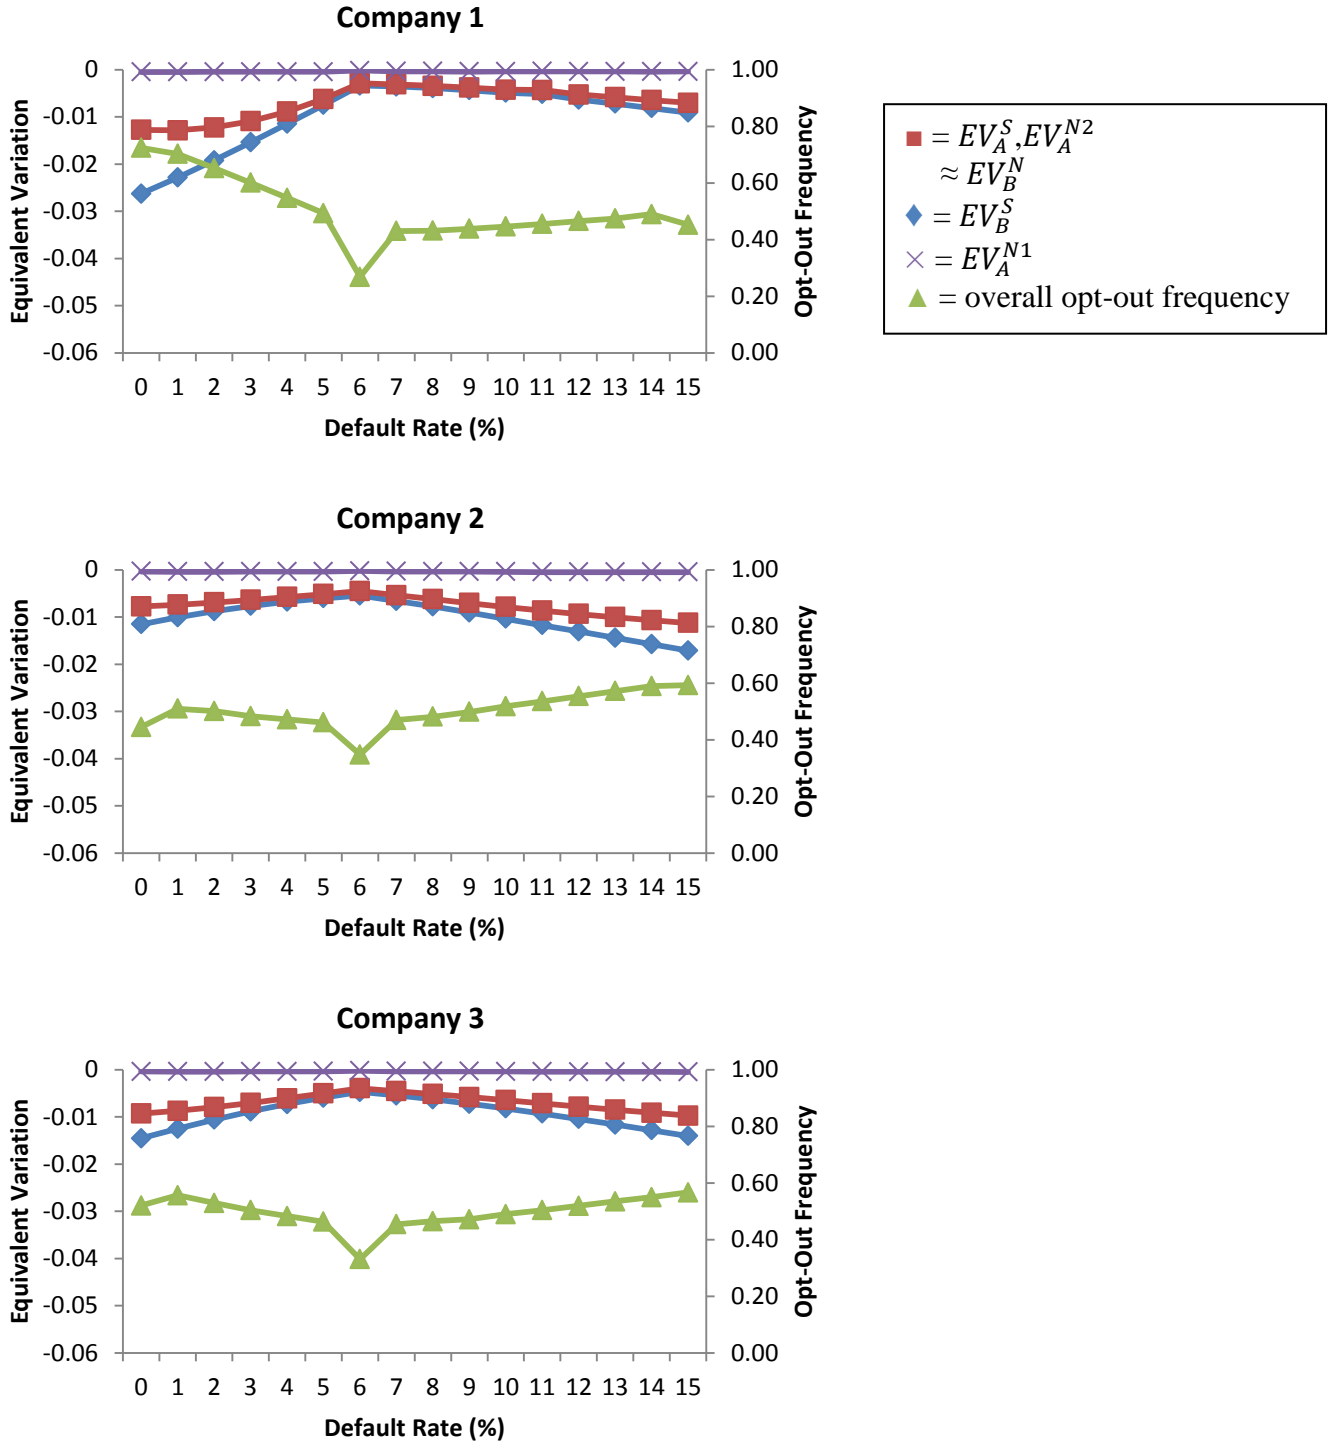 Company 1
0
-0.01
-0.02
-0.03
-0.04
-0.05
-0.06
Equivalent Variation
1.00
0.80
0.60
0.40
0.20
0.00
Opt-Out Frequency
0 1 2 3 4 5 6 7 8 9 10 11 12 13 14 15
Default Rate (%)
= EV_A^S, EV_A^{N2}
≈ EV_B^N
= EV_B^S
= EV_A^{N1}
= overall opt-out frequency
Company 2
0
-0.01
-0.02
-0.03
-0.04
-0.05
-0.06
Equivalent Variation
1.00
0.80
0.60
0.40
0.20
0.00
Opt-Out Frequency
0 1 2 3 4 5 6 7 8 9 10 11 12 13 14 15
Default Rate (%)
Company 3
0
-0.01
-0.02
-0.03
-0.04
-0.05
-0.06
Equivalent Variation
1.00
0.80
0.60
0.40
0.20
0.00
Opt-Out Frequency
0 1 2 3 4 5 6 7 8 9 10 11 12 13 14 15
Default Rate (%)